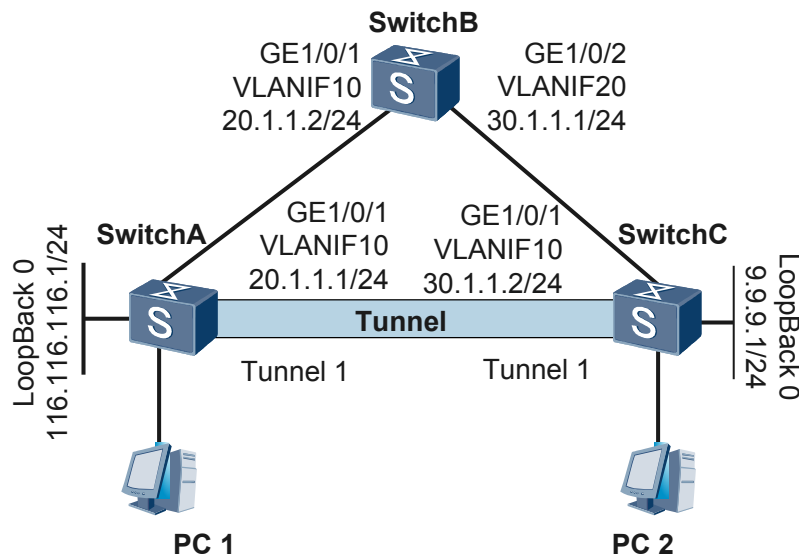 SwitchB
GE1/0/1
VLANIF10
20.1.1.2/24
GE1/0/2
VLANIF20
30.1.1.1/24
S
SwitchA
GE1/0/1
VLANIF10
20.1.1.1/24
GE1/0/1
VLANIF10
30.1.1.2/24
SwitchC
LoopBack 0
116.116.116.1/24
S
Tunnel
S
LoopBack 0
9.9.9.1/24
Tunnel 1
Tunnel 1
PC 1
PC 2